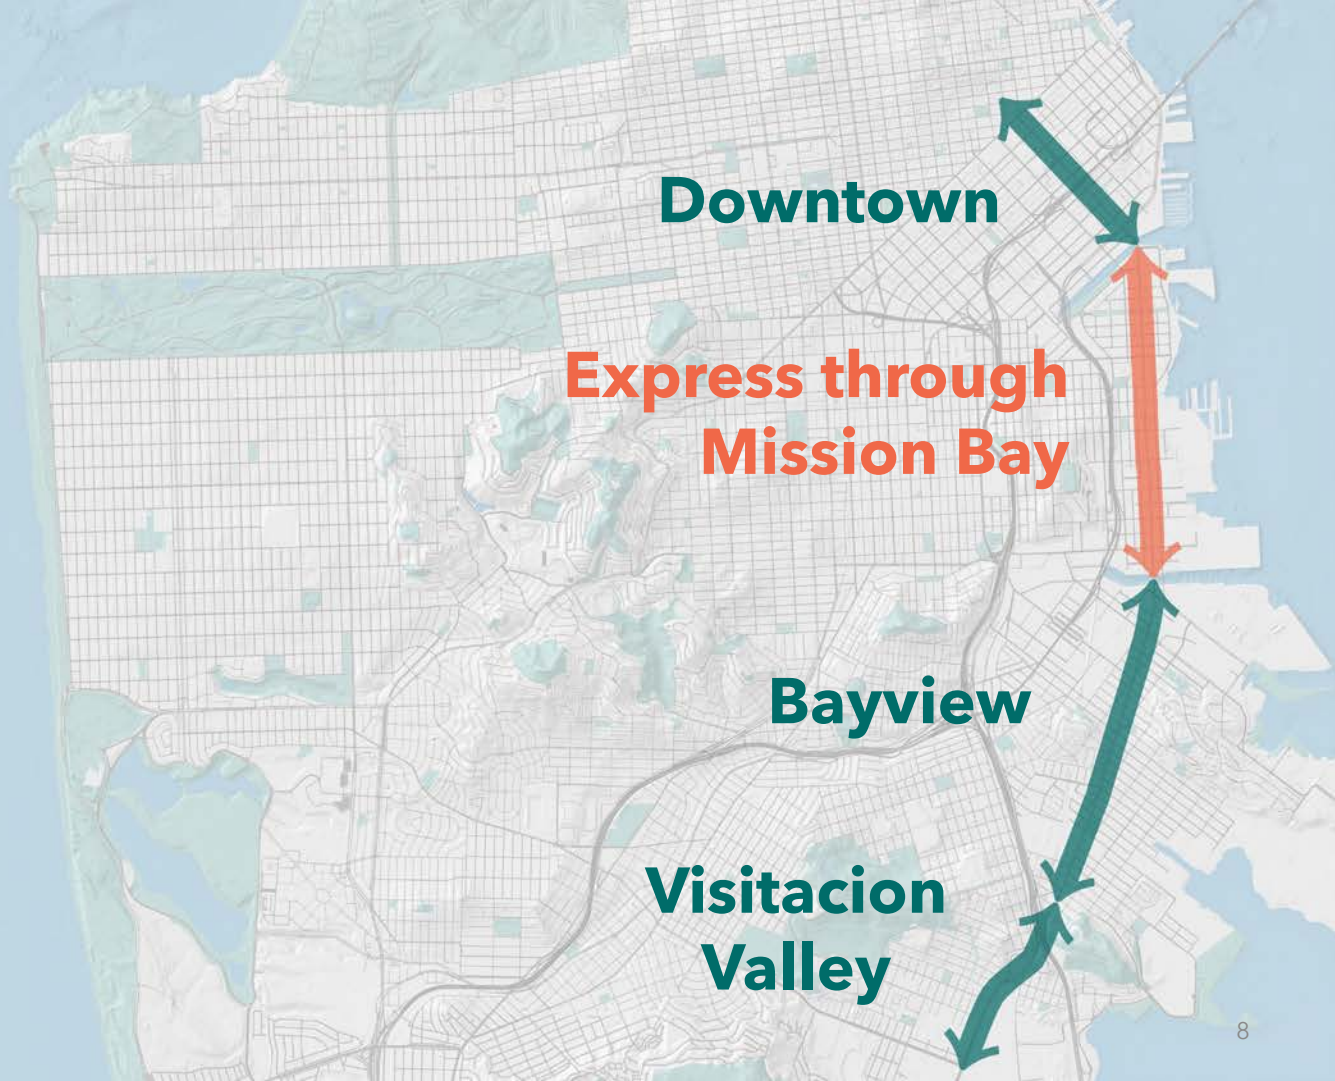 Downtown
Express through
Mission Bay
Bayview
Visitacion
Valley
8